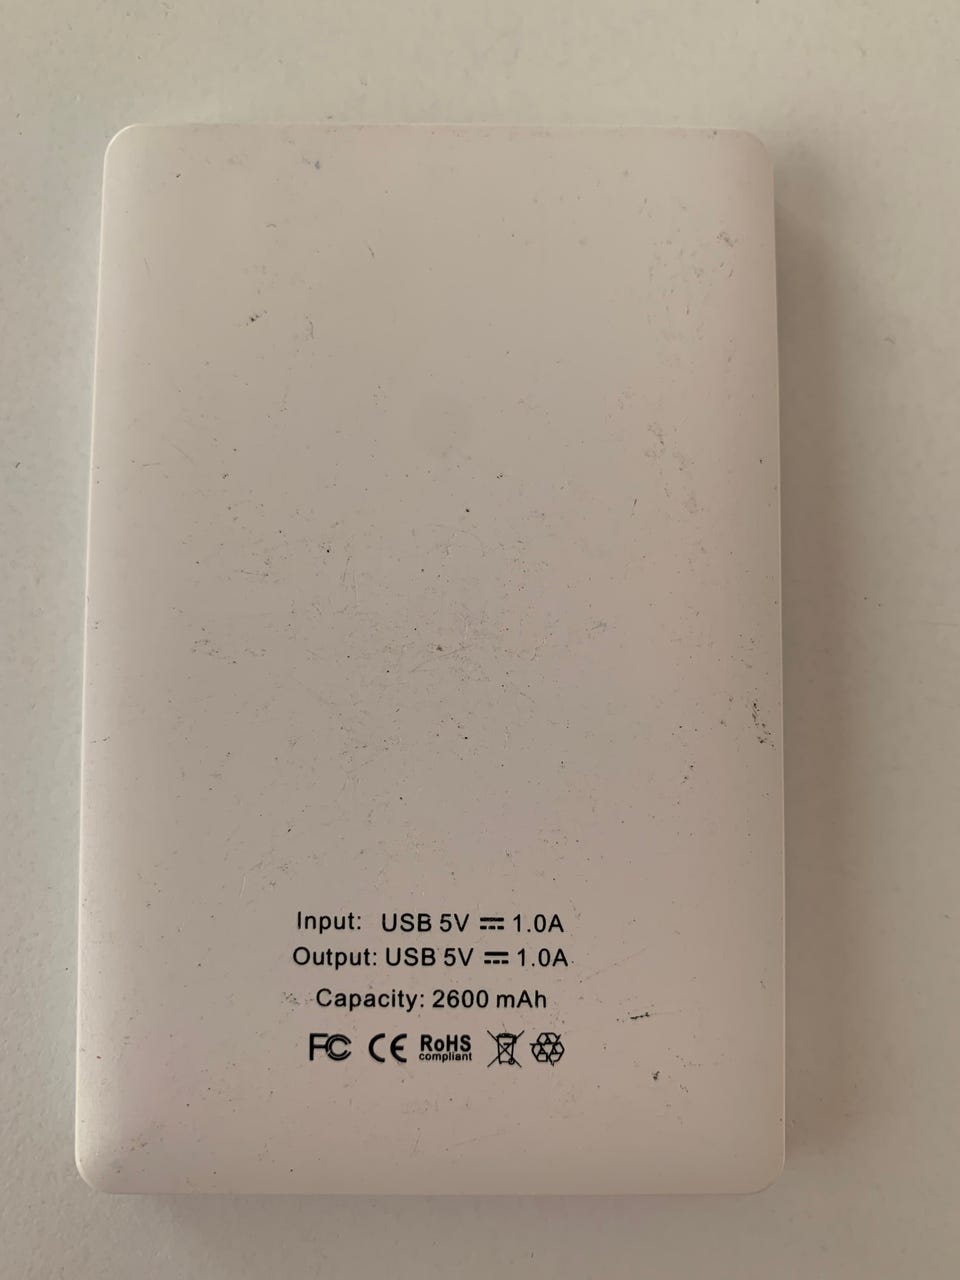 Input: USB 5V ⎓ 1.0A
Output: USB 5V ⎓ 1.0A
Capacity: 2600 mAh
FC CE RoHS
compliant